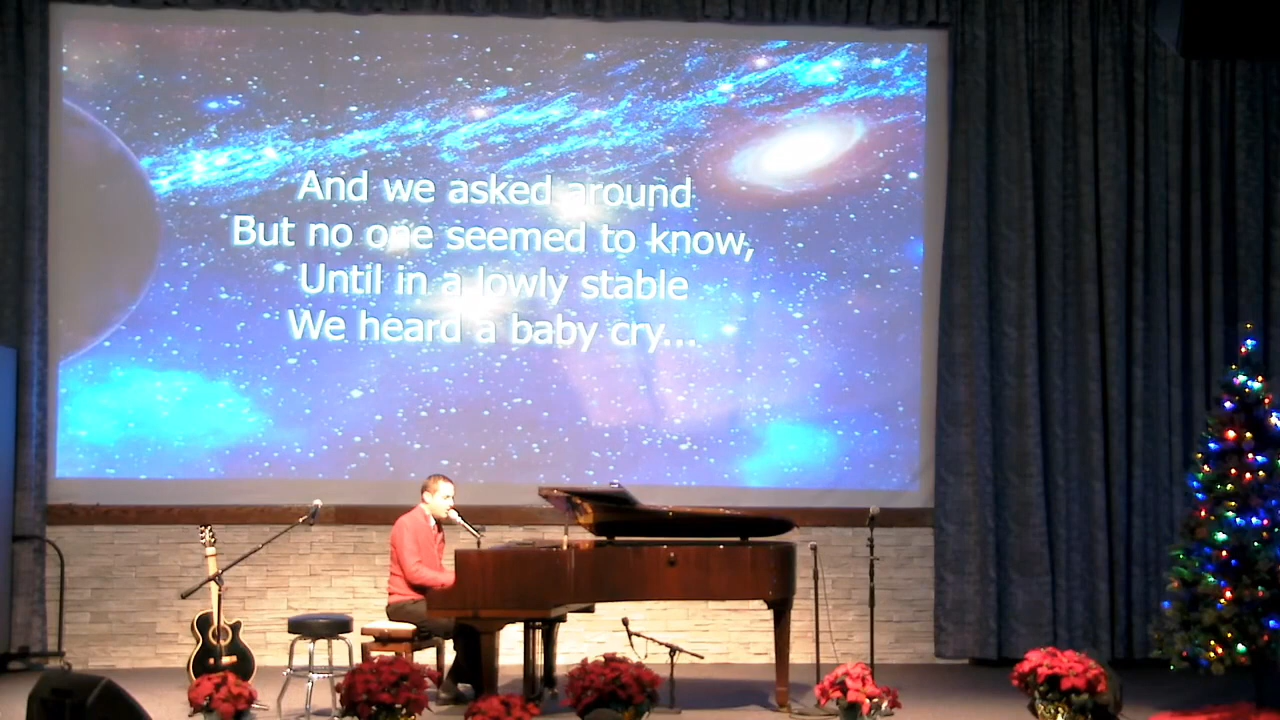 And we asked around
But no one seemed to know,
Until in a lowly stable
We heard a baby cry...